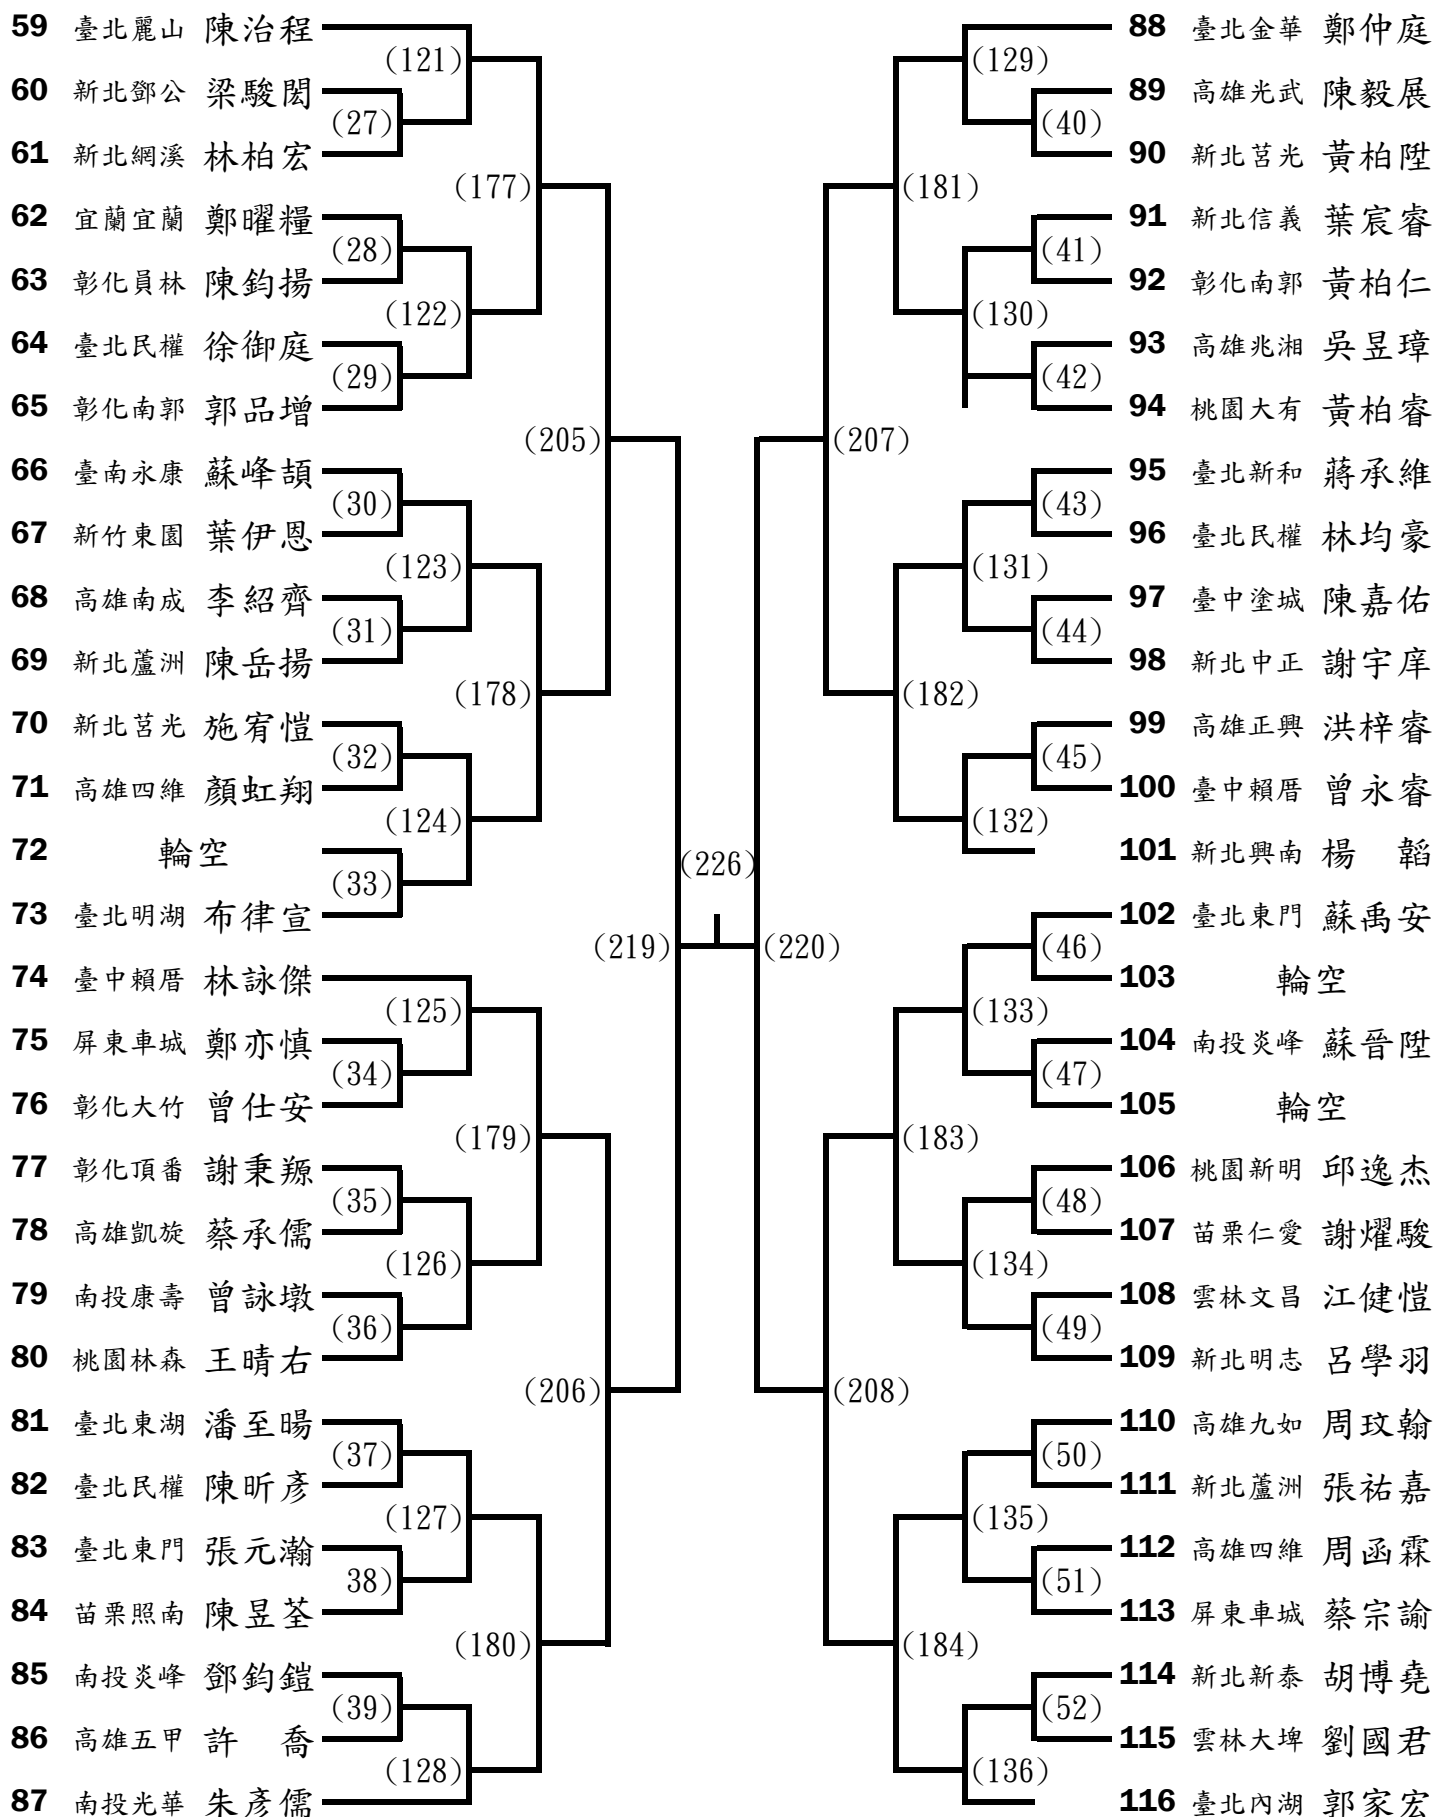 59 臺北麗山 陳治程
(121)
60 新北鄧公 梁駿閎
(27)
61 新北網溪 林柏宏
(177)
62 宜蘭宜蘭 鄭曜糧
(28)
63 彰化員林 陳鈞揚
(122)
64 臺北民權 徐御庭
(29)
65 彰化南郭 郭品增
(205)
66 臺南永康 蘇峰頡
(30)
67 新竹東園 葉伊恩
(123)
68 高雄南成 李紹齊
(31)
69 新北蘆洲 陳岳揚
(178)
70 新北莒光 施宥愷
(32)
71 高雄四維 顏虹翔
(124)
72 輪空
(33)
73 臺北明湖 布律宣
(219)
74 臺中賴厝 林詠傑
(125)
75 屏東車城 鄭亦慎
(34)
76 彰化大竹 曾仕安
(179)
77 彰化頂番 謝秉源
(35)
78 高雄凱旋 蔡承儒
(126)
79 南投康壽 曾詠墩
(36)
80 桃園林森 王晴右
(206)
81 臺北東湖 潘至暘
(37)
82 臺北民權 陳昕彥
(127)
83 臺北東門 張元瀚
38)
84 苗栗照南 陳昱荃
(180)
85 南投炎峰 鄧鈞鎧
(39)
86 高雄五甲 許 喬
(128)
87 南投光華 朱彥儒
(226)
88 臺北金華 鄭仲庭
(129)
89 高雄光武 陳毅展
(40)
90 新北莒光 黃柏陞
(181)
91 新北信義 葉宸睿
(41)
92 彰化南郭 黃柏仁
(130)
93 高雄兆湘 吳昱璋
(42)
94 桃園大有 黃柏睿
(207)
95 臺北新和 蔣承維
(43)
96 臺北民權 林均豪
(131)
97 臺中塗城 陳嘉佑
(44)
98 新北中正 謝宇庠
(182)
99 高雄正興 洪梓睿
(45)
100 臺中賴厝 曾永睿
(132)
101 新北興南 楊 韜
102 臺北東門 蘇禹安
(46)
(220)
103 輪空
(133)
104 南投炎峰 蘇晉陞
(47)
105 輪空
(183)
106 桃園新明 邱逸杰
(48)
107 苗栗仁愛 謝燿駿
(134)
108 雲林文昌 江健愷
(49)
109 新北明志 呂學羽
(208)
110 高雄九如 周玟翰
(50)
111 新北蘆洲 張祐嘉
(135)
112 高雄四維 周函霖
(51)
113 屏東車城 蔡宗諭
(184)
114 新北新泰 胡博堯
(52)
115 雲林大埤 劉國君
(136)
116 臺北內湖 郭家宏